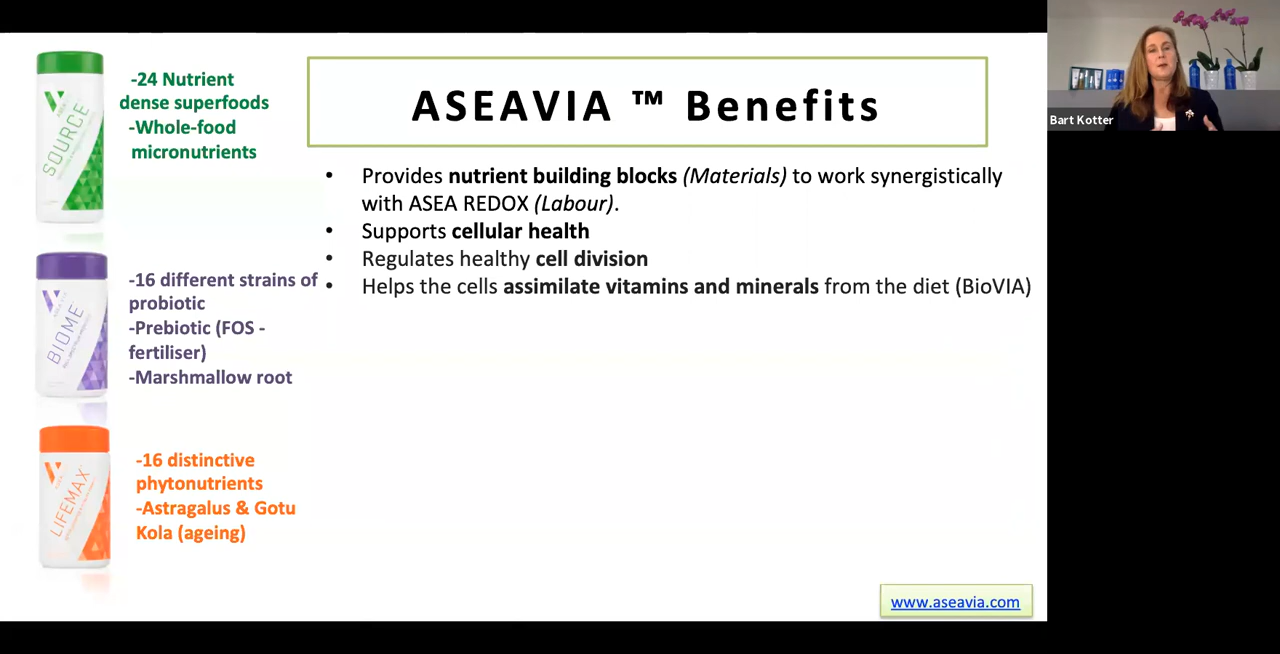 ASEAVIA ™ Benefits
-24 Nutrient
dense superfoods
-Whole-food
micronutrients
SOURCE
-16 different strains of
probiotic
-Prebiotic (FOS -
fertiliser)
-Marshmallow root
BIOME
-16 distinctive
phytonutrients
-Astragalus & Gotu
Kola (ageing)
LIFEMAX
• Provides nutrient building blocks (Materials) to work synergistically
with ASEA REDOX (Labour).
• Supports cellular health
• Regulates healthy cell division
• Helps the cells assimilate vitamins and minerals from the diet (BioVIA)
www.aseavia.com
Bart Kotter